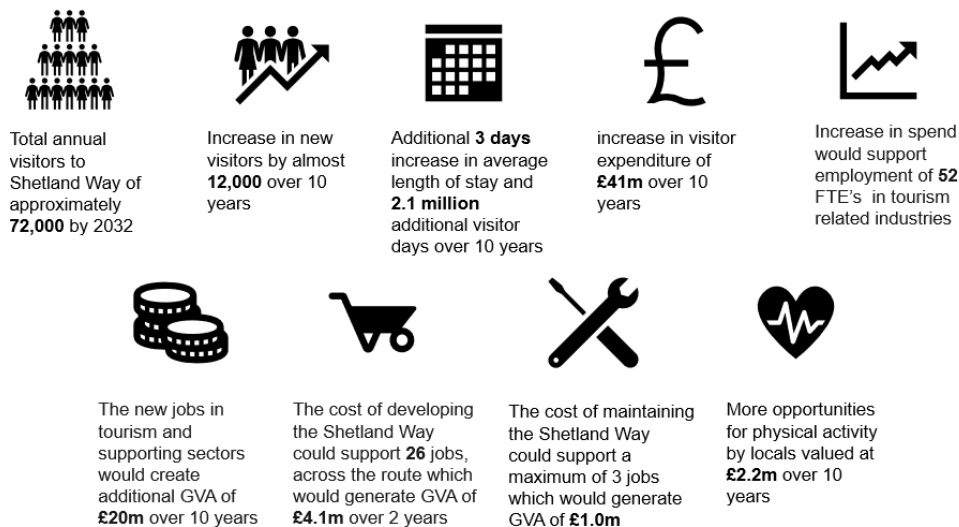 Total annual
visitors to
Shetland Way of
approximately
72,000 by 2032
Increase in new
visitors by almost
12,000 over 10
years
Additional 3 days
increase in average
length of stay and
2.1 million
additional visitor
days over 10 years
increase in visitor
expenditure of
£41m over 10
years
Increase in spend
would support
employment of 52
FTE's in tourism
related industries
The new jobs in
tourism and
supporting sectors
would create
additional GVA of
£20m over 10 years
The cost of developing
the Shetland Way
could support 26 jobs,
across the route which
would generate GVA of
£4.1m over 2 years
The cost of maintaining
the Shetland Way
could support a
maximum of 3 jobs
which would generate
GVA of £1.0m
More opportunities
for physical activity
by locals valued at
£2.2m over 10
years